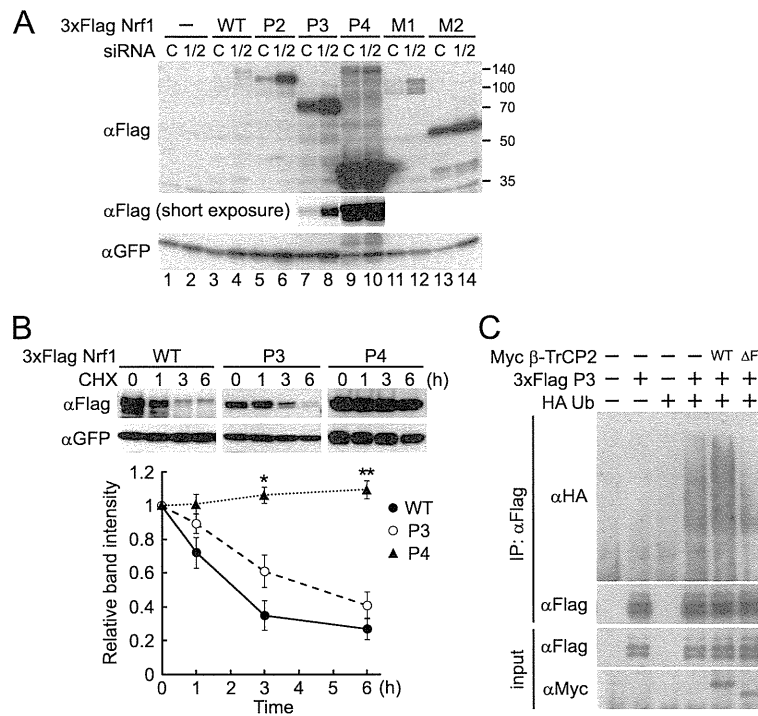 A
3xFlag Nrf1 — WT P2 P3 P4 M1 M2
siRNA C 1/2 C 1/2 C 1/2 C 1/2 C 1/2 C 1/2 C 1/2
αFlag
140
100
70
50
35
αFlag (short exposure)
αGFP
1 2 3 4 5 6 7 8 9 10 11 12 13 14
B
3xFlag Nrf1 WT P3 P4
CHX 0 1 3 6 0 1 3 6 0 1 3 6 (h)
αFlag
αGFP
Relative band intensity
1.2
1
0.8
0.6
0.4
0.2
0
* **
WT
P3
P4
0 1 2 3 4 5 6 (h)
Time
C
Myc β-TrCP2 – – – – WT ΔF
3xFlag P3 – + – + + +
HA Ub – – + + + +
IP: αFlag
αHA
αFlag
input
αFlag
αMyc